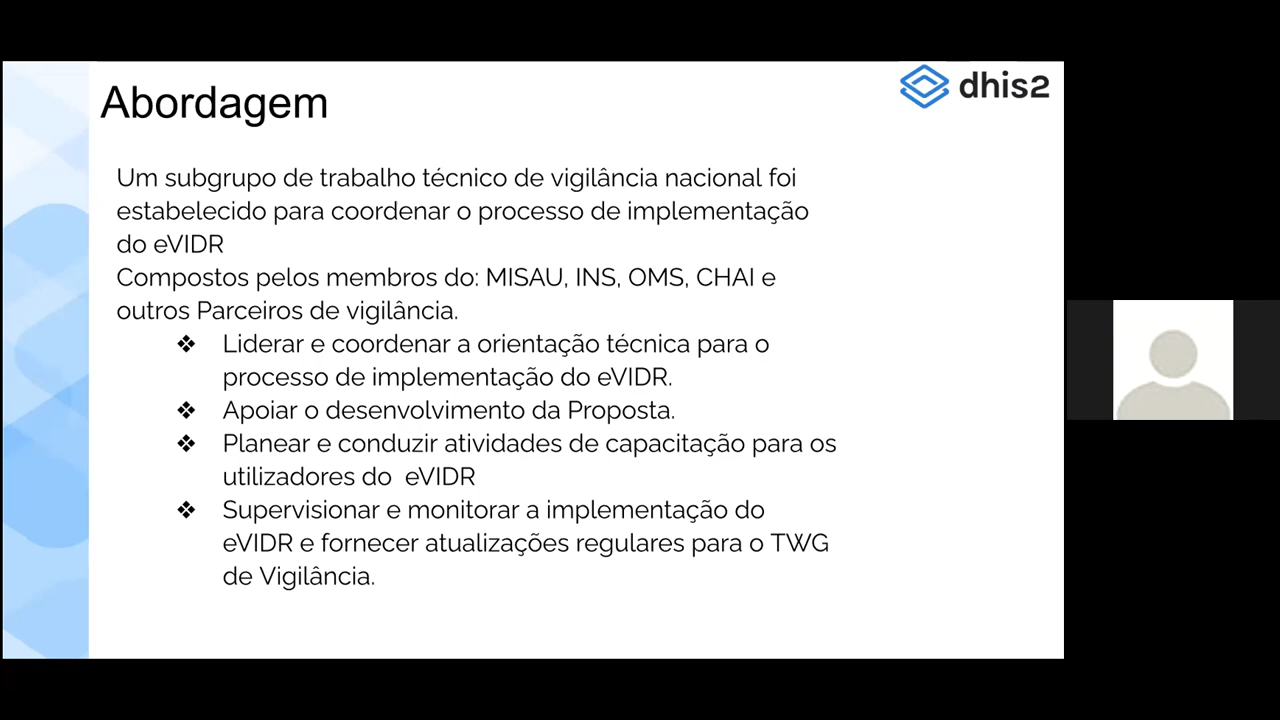 Abordagem
dhis2
Um subgrupo de trabalho técnico de vigilância nacional foi
estabelecido para coordenar o processo de implementação
do eVIDR
Compostos pelos membros do: MISAU, INS, OMS, CHAI e
outros Parceiros de vigilância.
❖ Liderar e coordenar a orientação técnica para o
processo de implementação do eVIDR.
❖ Apoiar o desenvolvimento da Proposta.
❖ Planear e conduzir atividades de capacitação para os
utilizadores do  eVIDR
❖ Supervisionar e monitorar a implementação do
eVIDR e fornecer atualizações regulares para o TWG
de Vigilância.